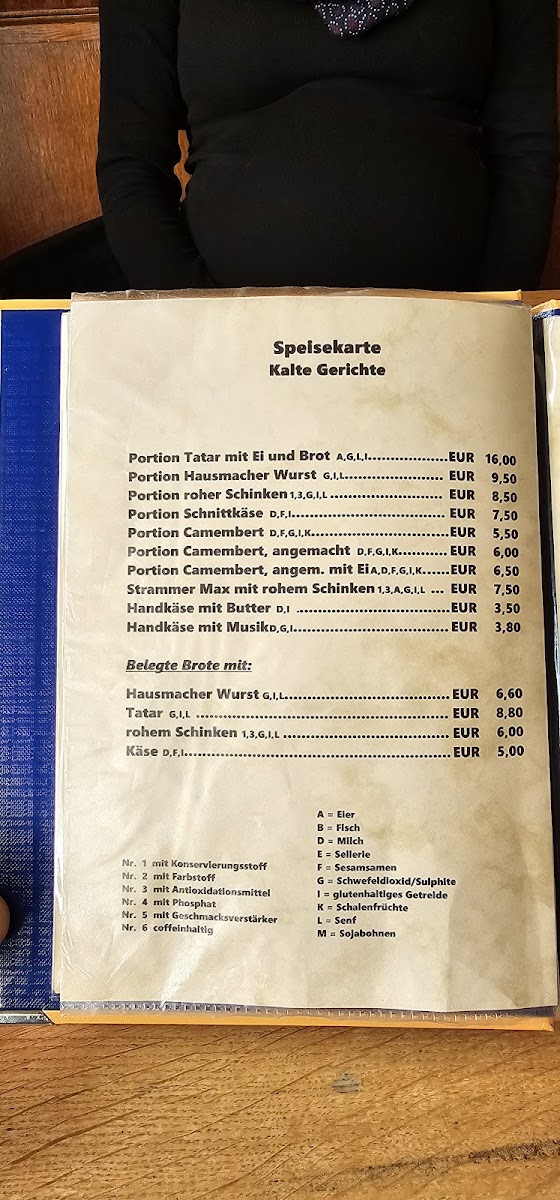 Speisekarte
Kalte Gerichte
Portion Tatar mit Ei und Brot A,G,L,I..................EUR 16,00
Portion Hausmacher Wurst G,I,L...................... EUR 9,50
Portion roher Schinken 1,3,G,I,L ...................... EUR 8,50
Portion Schnittkäse D,F,I................................. EUR 7,50
Portion Camembert D,F,G,I,K............................EUR 5,50
Portion Camembert, angemacht D,F,G,I,K...........EUR 6,00
Portion Camembert, angem. mit Ei A,D,F,G,I,K......EUR 6,50
Strammer Max mit rohem Schinken 1,3,A,G,I,L ... EUR 7,50
Handkäse mit Butter D,I ................................ EUR 3,50
Handkäse mit Musik D,G,I................................. EUR 3,80
Belegte Brote mit:
Hausmacher Wurst G,I,L...................................EUR 6,60
Tatar G,I,L .....................................................EUR 8,80
rohem Schinken 1,3,G,I,L ...................................EUR 6,00
Käse D,F,I.......................................................EUR 5,00
A = Eier
B = Fisch
D = Milch
E = Sellerie
F = Sesamsamen
G = Schwefeldioxid/Sulphite
I = glutenhaltiges Getreide
K = Schalenfrüchte
L = Senf
M = Sojabohnen
Nr. 1 mit Konservierungsstoff
Nr. 2 mit Farbstoff
Nr. 3 mit Antioxidationsmittel
Nr. 4 mit Phosphat
Nr. 5 mit Geschmacksverstärker
Nr. 6 coffeinhaltig